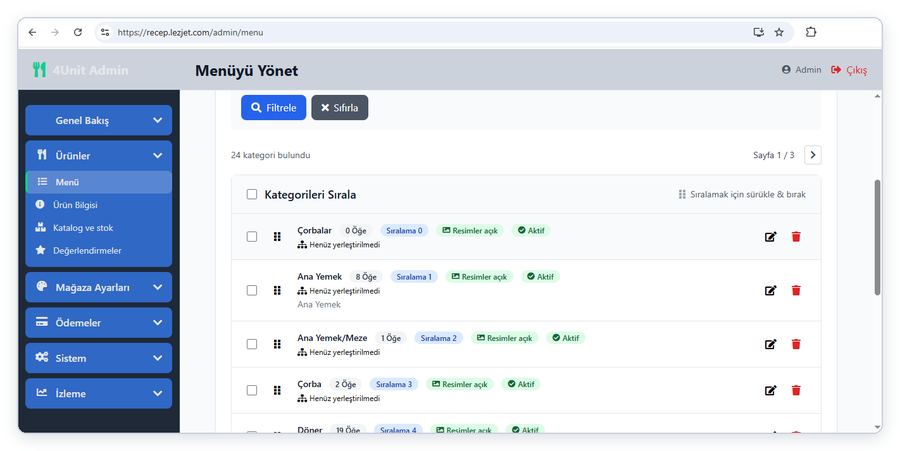 https://recep.lezjet.com/admin/menu
4Unit Admin
Menüyü Yönet
Admin
Çıkış
Genel Bakış
Ürünler
Menü
Ürün Bilgisi
Katalog ve stok
Değerlendirmeler
Mağaza Ayarları
Ödemeler
Sistem
İzleme
Filtrele
Sıfırla
24 kategori bulundu
Sayfa 1 / 3
Kategorileri Sırala
Sıralamak için sürükle & bırak
Çorbalar 0 Öğe Sıralama 0 Resimler açık Aktif
Henüz yerleştirilmedi
Ana Yemek 8 Öğe Sıralama 1 Resimler açık Aktif
Henüz yerleştirilmedi
Ana Yemek
Ana Yemek/Meze 1 Öğe Sıralama 2 Resimler açık Aktif
Henüz yerleştirilmedi
Çorba 2 Öğe Sıralama 3 Resimler açık Aktif
Henüz yerleştirilmedi
Döner 19 Öğe Sıralama 4 Resimler açık Aktif